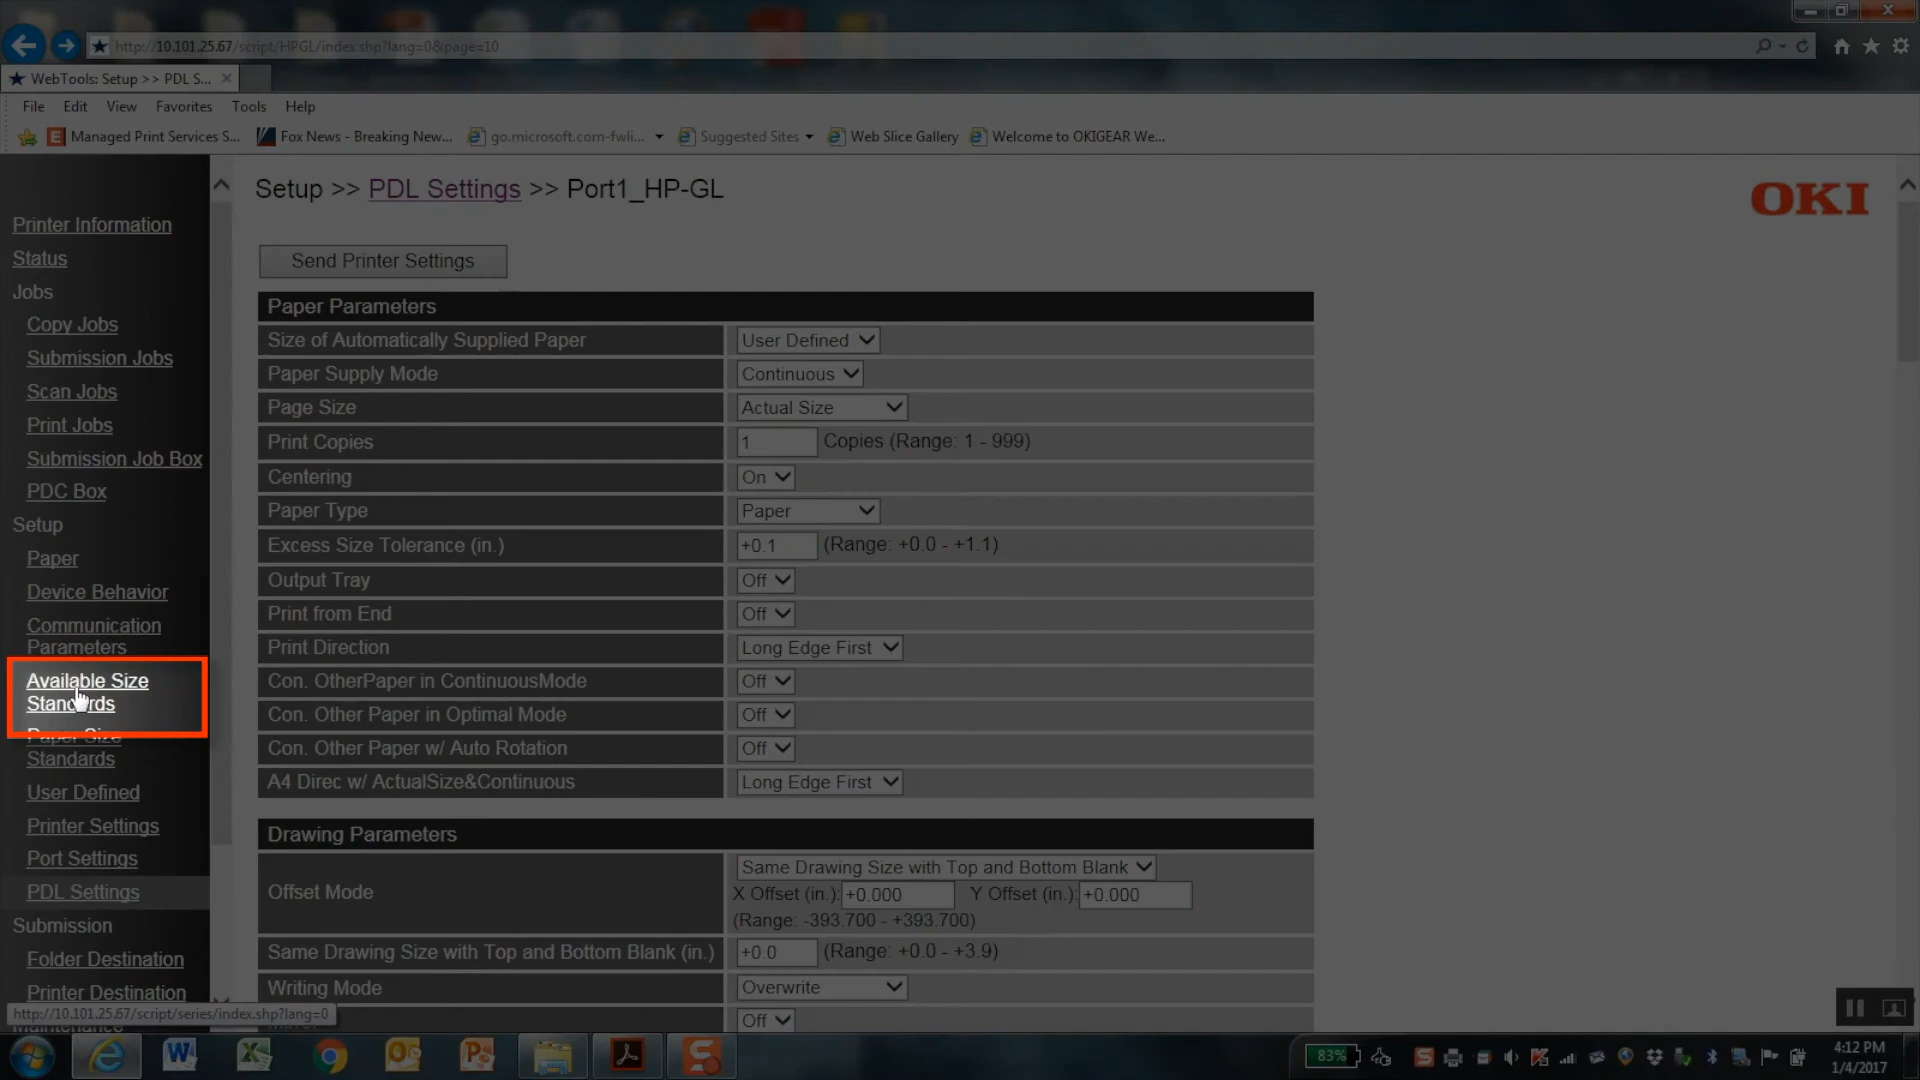 http://10.101.25.67/script/HPGL/index.shp?lang=0&page=10
WebTools: Setup >> PDL S...
File Edit View Favorites Tools Help
Managed Print Services S... Fox News - Breaking New... go.microsoft.com-fwli... Suggested Sites Web Slice Gallery Welcome to OKIGEAR We...
Setup >> PDL Settings >> Port1_HP-GL
OKI
Printer Information
Status
Jobs
Copy Jobs
Submission Jobs
Scan Jobs
Print Jobs
Submission Job Box
PDC Box
Setup
Paper
Device Behavior
Communication
Parameters
Available Size
Standards
Paper Size
Standards
User Defined
Printer Settings
Port Settings
PDL Settings
Submission
Folder Destination
Printer Destination
Maintenance
http://10.101.25.67/script/series/index.shp?lang=0
Send Printer Settings
Paper Parameters
Size of Automatically Supplied Paper User Defined
Paper Supply Mode Continuous
Page Size Actual Size
Print Copies 1 Copies (Range: 1 - 999)
Centering On
Paper Type Paper
Excess Size Tolerance (in.) +0.1 (Range: +0.0 - +1.1)
Output Tray Off
Print from End Off
Print Direction Long Edge First
Con. OtherPaper in ContinuousMode Off
Con. Other Paper in Optimal Mode Off
Con. Other Paper w/ Auto Rotation Off
A4 Direc w/ ActualSize&Continuous Long Edge First
Drawing Parameters
Offset Mode Same Drawing Size with Top and Bottom Blank
X Offset (in.): +0.000 Y Offset (in.): +0.000
(Range: -393.700 - +393.700)
Same Drawing Size with Top and Bottom Blank (in.) +0.0 (Range: +0.0 - +3.9)
Writing Mode Overwrite
Off
83%
4:12 PM
1/4/2017